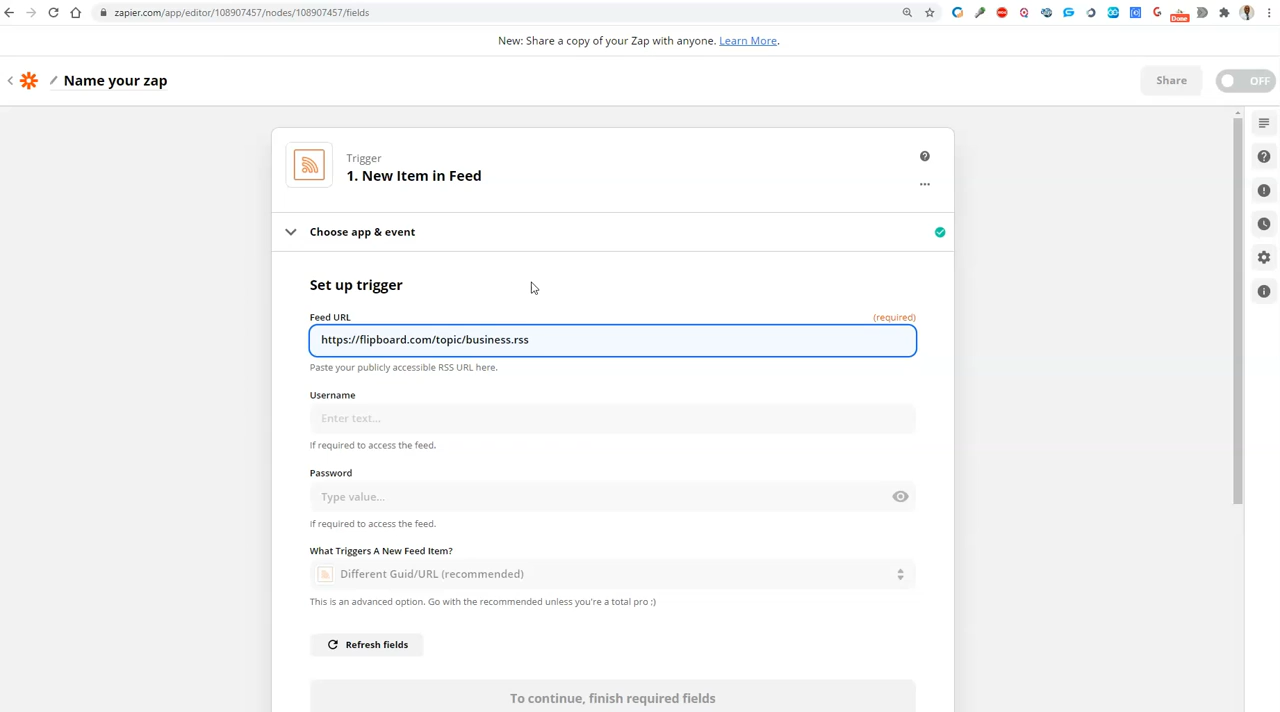 zapier.com/app/editor/108907457/nodes/108907457/fields
Done
New: Share a copy of your Zap with anyone. Learn More.
Name your zap
Share
OFF
Trigger
1. New Item in Feed
Choose app & event
Set up trigger
Feed URL
(required)
https://flipboard.com/topic/business.rss
Paste your publicly accessible RSS URL here.
Username
Enter text...
If required to access the feed.
Password
Type value...
If required to access the feed.
What Triggers A New Feed Item?
Different Guid/URL (recommended)
This is an advanced option. Go with the recommended unless you're a total pro :)
Refresh fields
To continue, finish required fields